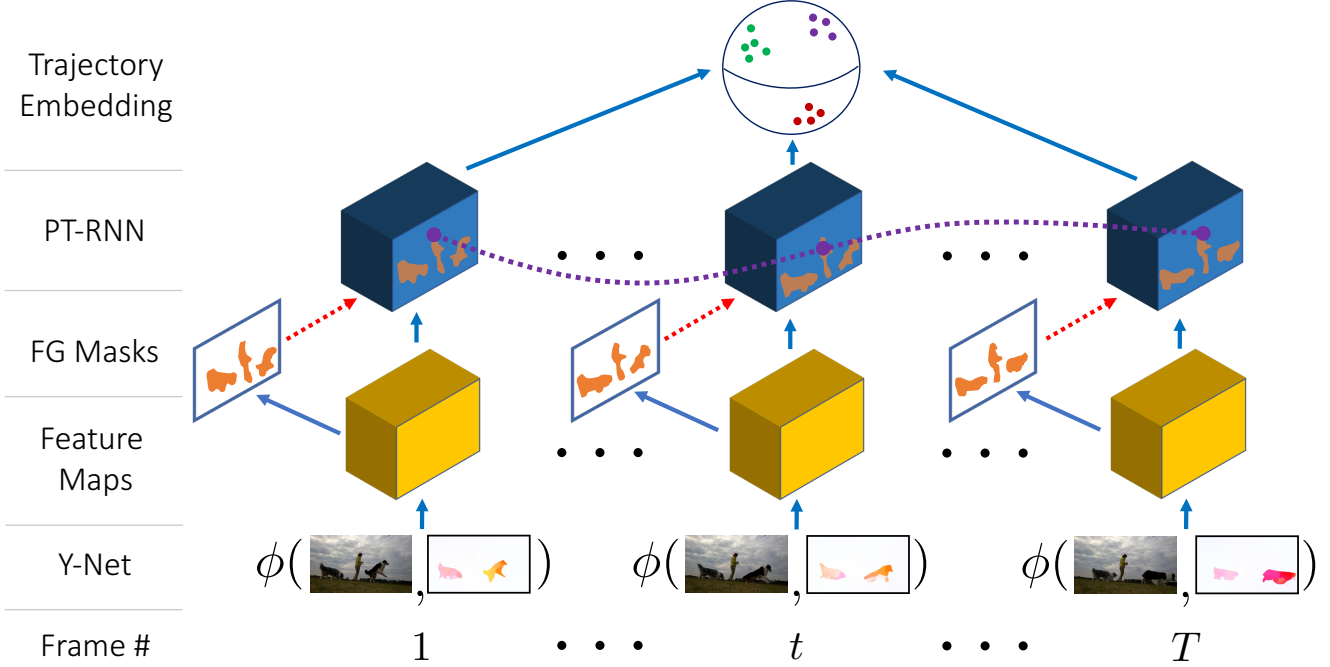 Trajectory
Embedding
PT-RNN
• • •
• • •
FG Masks
Feature
Maps
• • •
• • •
Y-Net
ϕ( , )
ϕ( , )
ϕ( , )
Frame #
1 • • • t • • • T